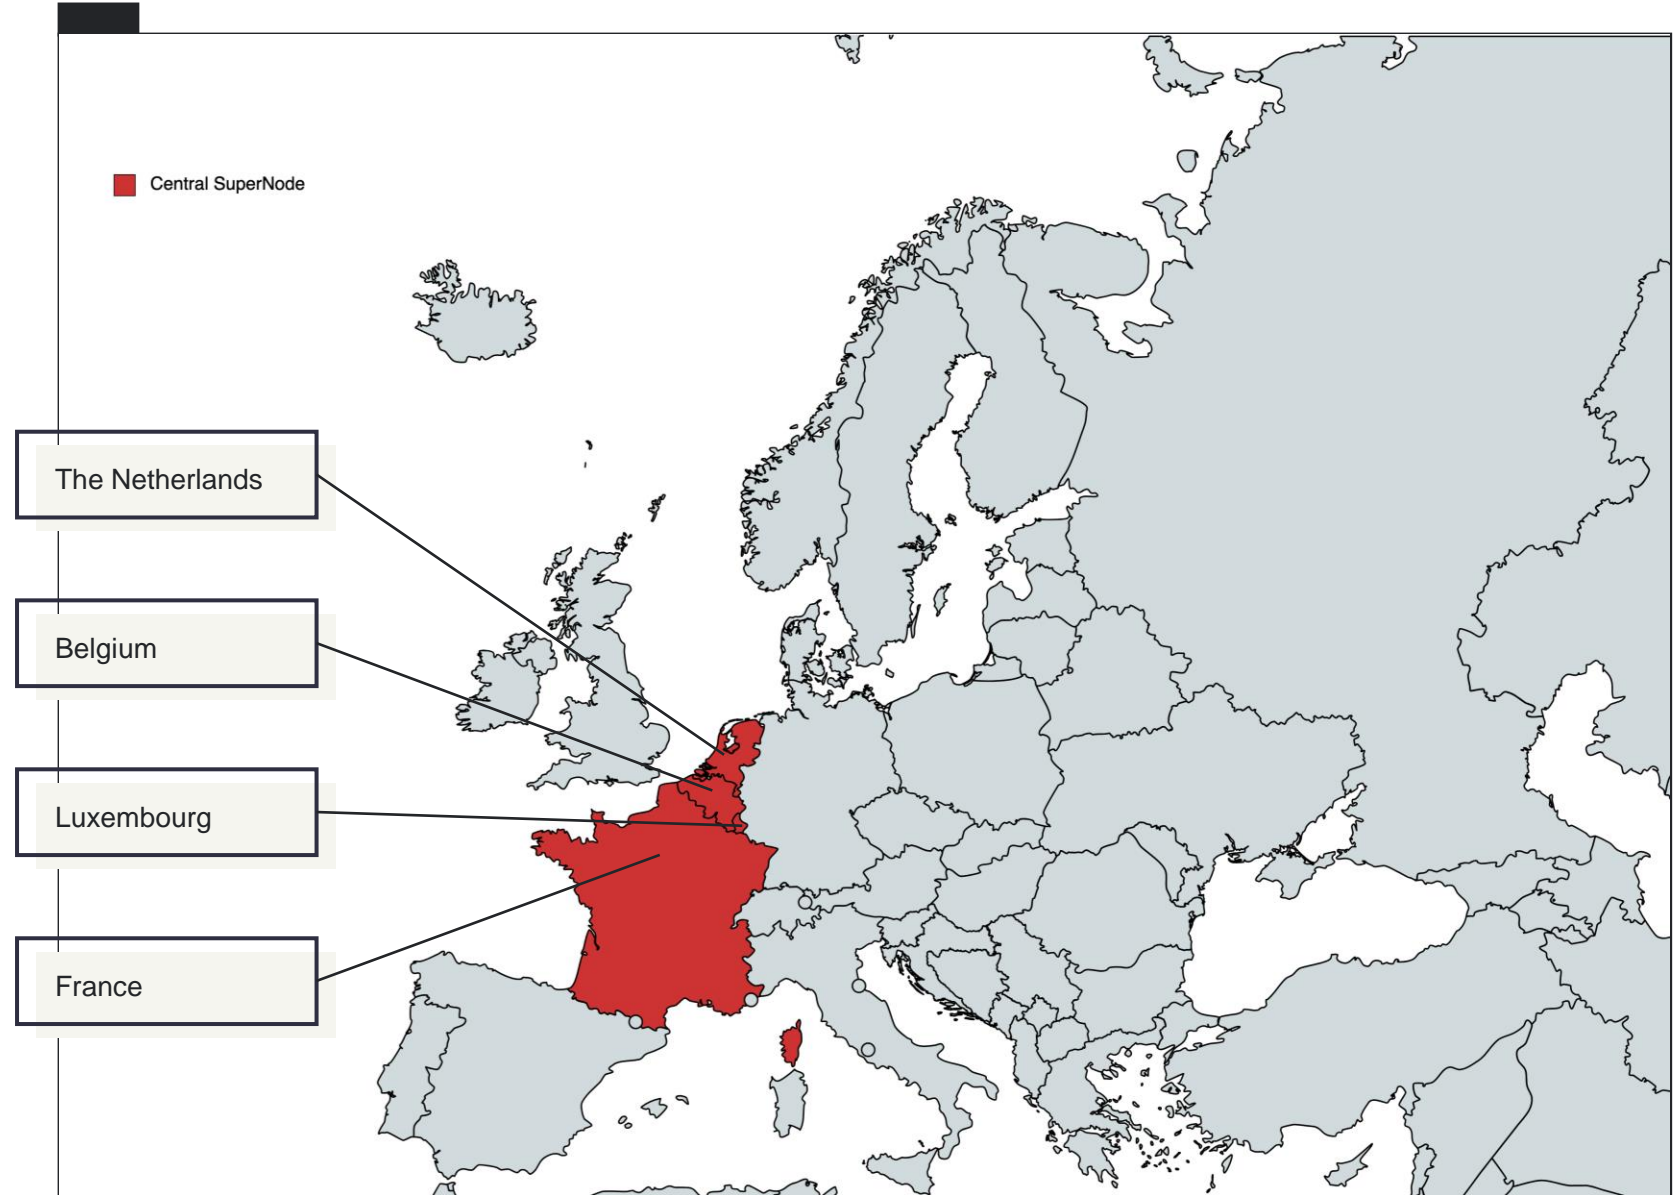 Central SuperNode
The Netherlands
Belgium
Luxembourg
France